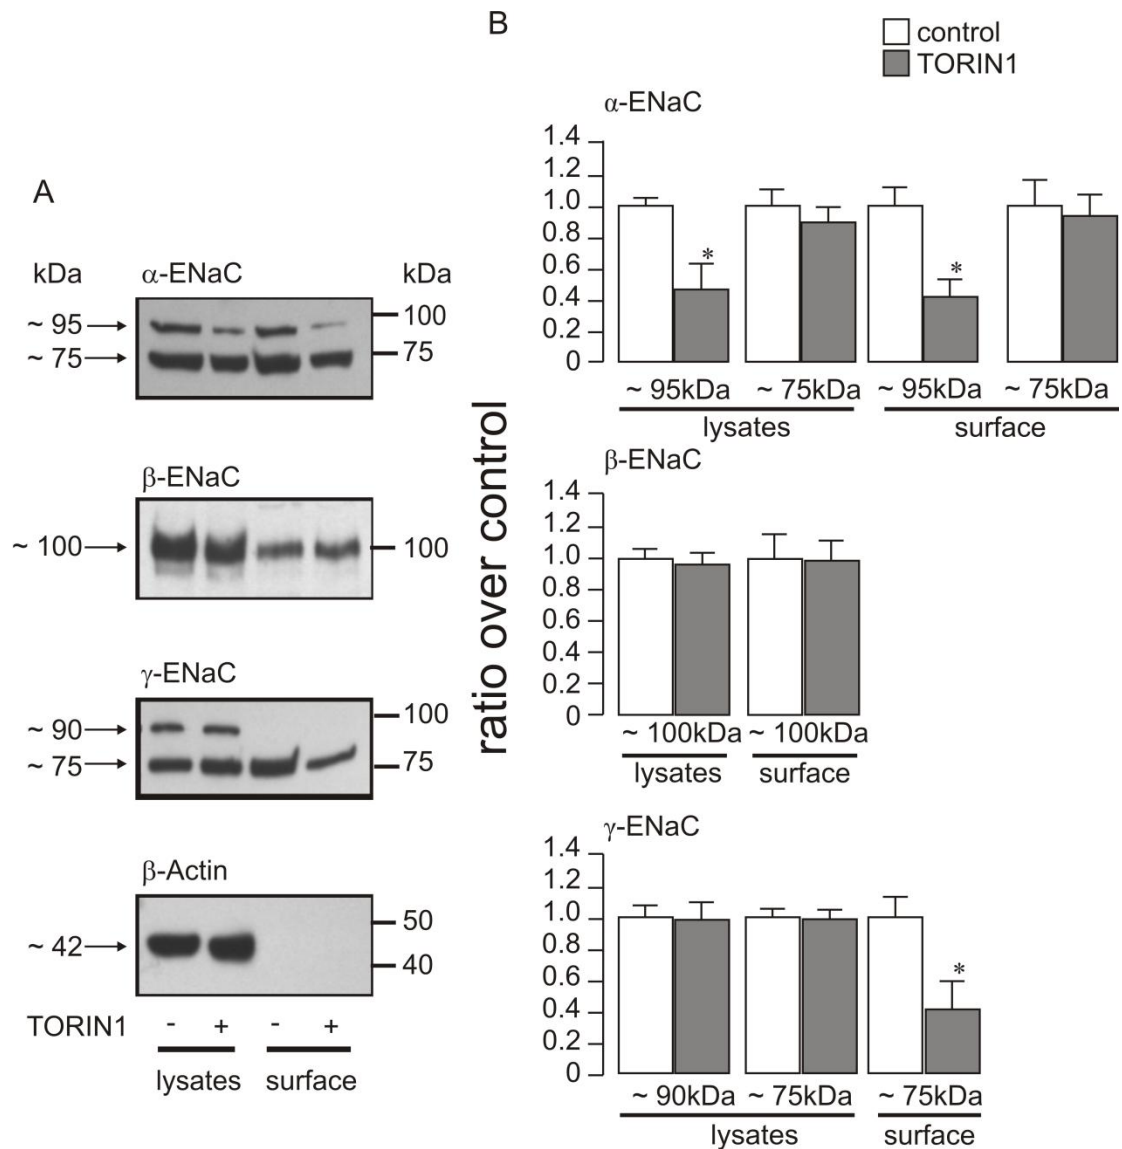 A
kDa α-ENaC kDa
~ 95 100
~ 75 75
β-ENaC
~ 100 100
γ-ENaC
~ 90 100
~ 75 75
β-Actin
~ 42 50
40
TORIN1 - + - +
lysates surface
B
control
TORIN1
ratio over control
α-ENaC
1.4
1.2
1.0
0.8
0.6
0.4
0.2
0
* *
~ 95kDa ~ 75kDa ~ 95kDa ~ 75kDa
lysates surface
β-ENaC
1.4
1.2
1.0
0.8
0.6
0.4
0.2
0
~ 100kDa ~ 100kDa
lysates surface
γ-ENaC
1.4
1.2
1.0
0.8
0.6
0.4
0.2
0
*
~ 90kDa ~ 75kDa ~ 75kDa
lysates surface